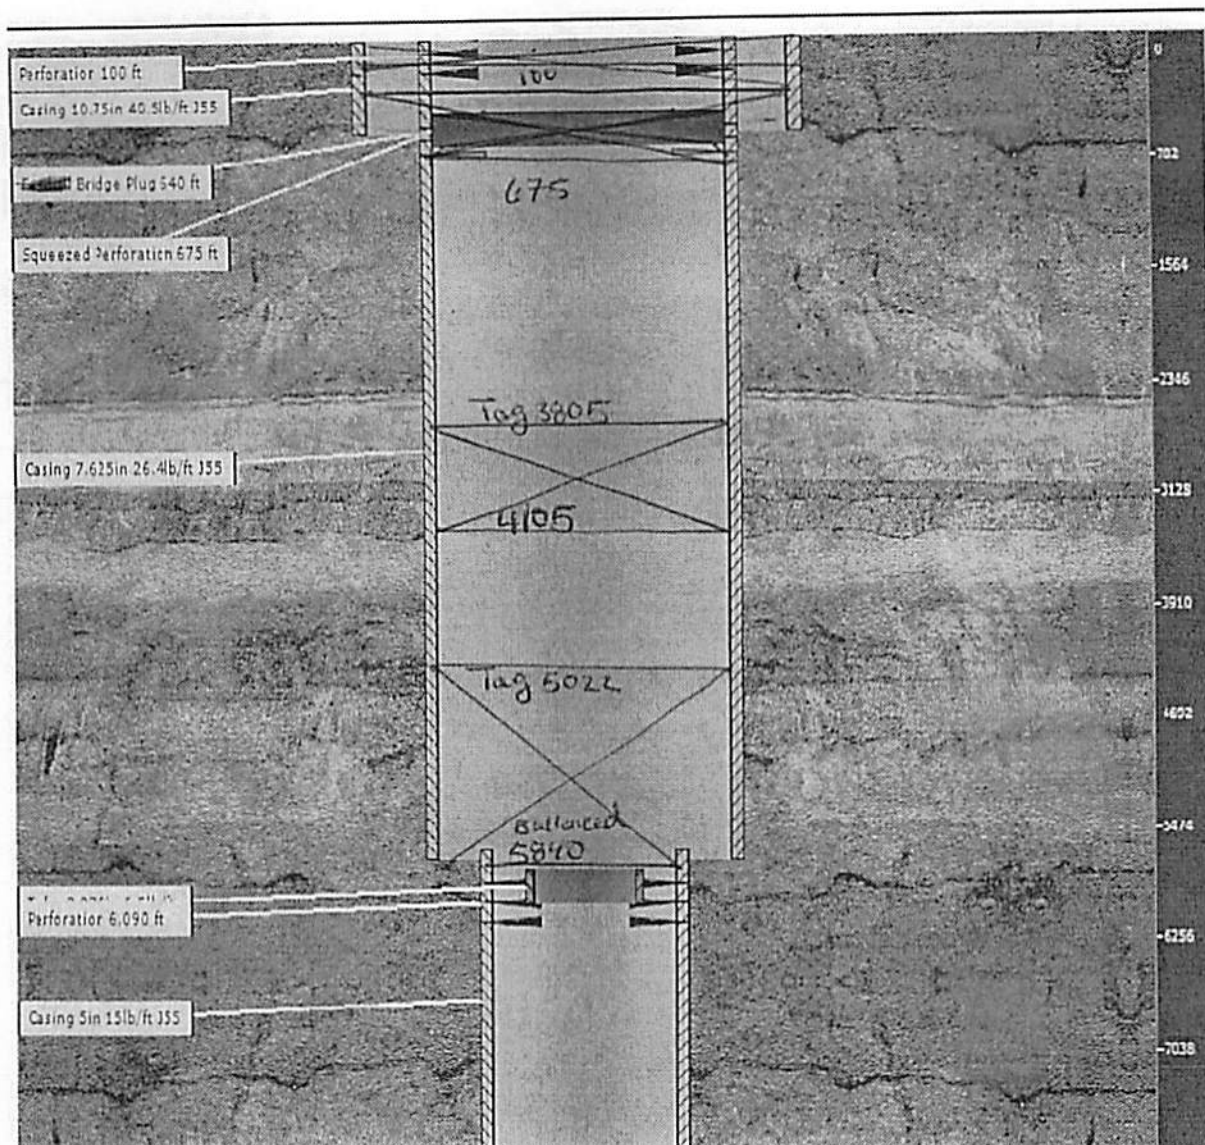 Perforation 100 ft
Casing 10.75in 40.5lb/ft J55
Bridge Plug 640 ft
Squeezed Perforation 675 ft
Casing 7.625in 26.4lb/ft J55
Perforation 6.090 ft
Casing 5in 15lb/ft J55
100
675
Tag 3805
4105
Tag 5022
Ballanced
5840
0
782
1564
2346
3128
3910
4692
5474
6256
7038